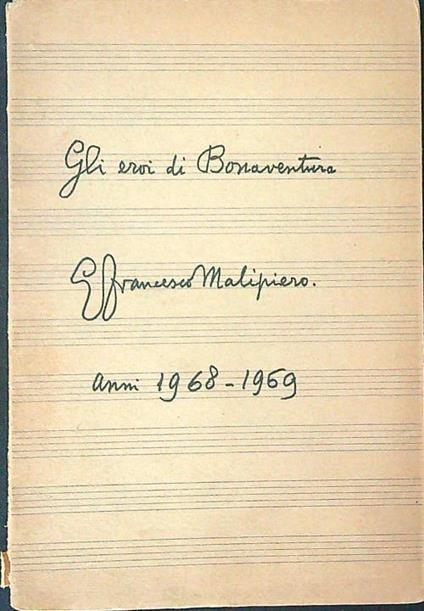 Gli eroi di Bonaventura
G Francesco Malipiero.
anni 1968-1969